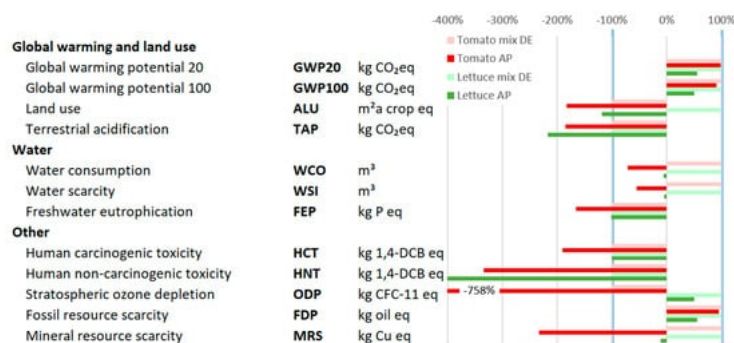 -400% -200% -100% 0% 100%
Tomato mix DE
Global warming and land use
Tomato AP
Global warming potential 20 GWP20 kg CO₂eq
Lettuce mix DE
Global warming potential 100 GWP100 kg CO₂eq
Lettuce AP
Land use ALU m²a crop eq
Terrestrial acidification TAP kg CO₂eq
Water
Water consumption WCO m³
Water scarcity WSI m³
Freshwater eutrophication FEP kg P eq
Other
Human carcinogenic toxicity HCT kg 1,4-DCB eq
Human non-carcinogenic toxicity HNT kg 1,4-DCB eq
Stratospheric ozone depletion ODP kg CFC-11 eq -758%
Fossil resource scarcity FDP kg oil eq
Mineral resource scarcity MRS kg Cu eq